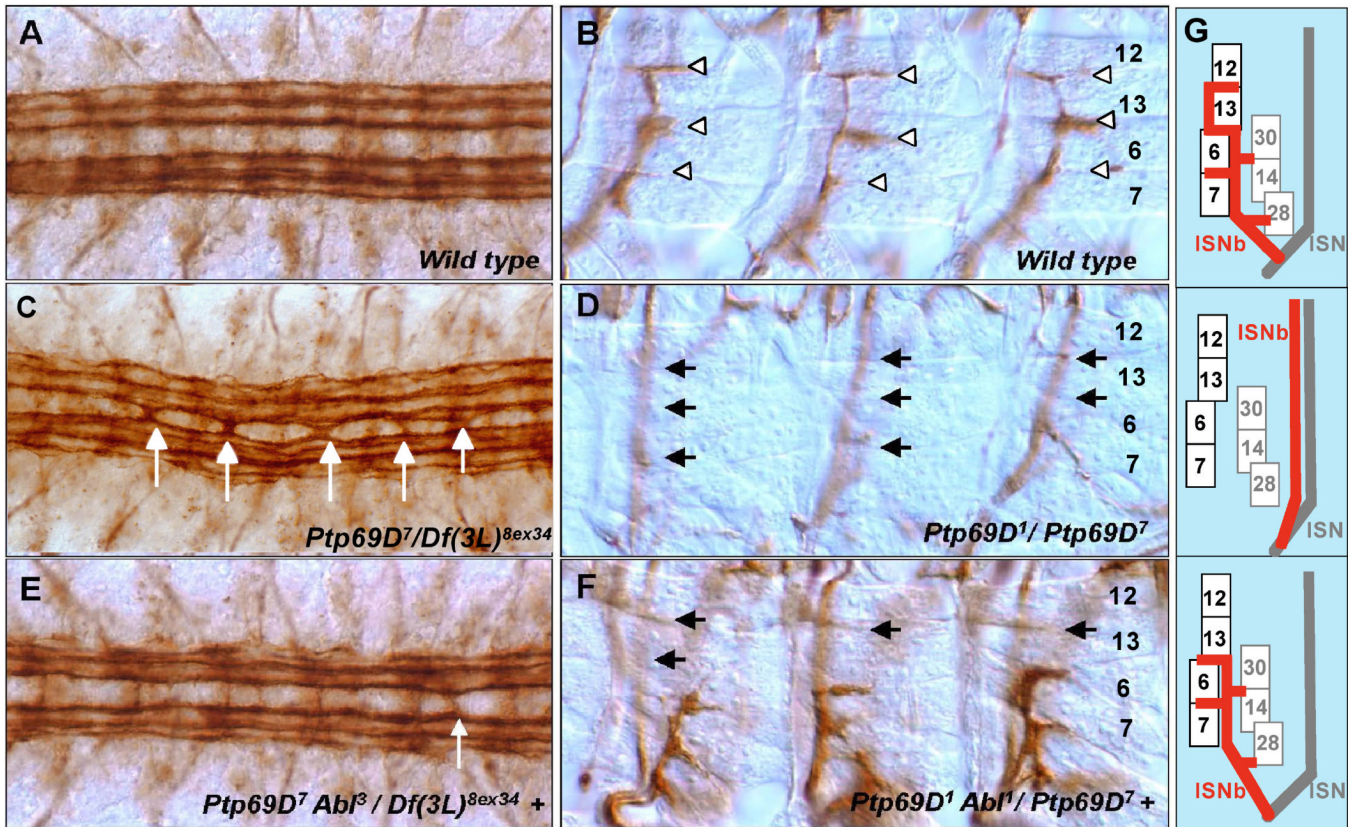 A
Wild type
B
12
13
6
7
Wild type
G
12
13
6
7
30
14
28
ISNb
ISN
C
Ptp69D⁷/Df(3L)⁸ᵉˣ³⁴
D
12
13
6
7
Ptp69D¹/ Ptp69D⁷
ISNb
12
13
6
7
30
14
28
ISN
E
Ptp69D⁷ Abl³ / Df(3L)⁸ᵉˣ³⁴ +
F
12
13
6
7
Ptp69D¹ Abl¹/ Ptp69D⁷ +
12
13
6
7
30
14
28
ISNb
ISN